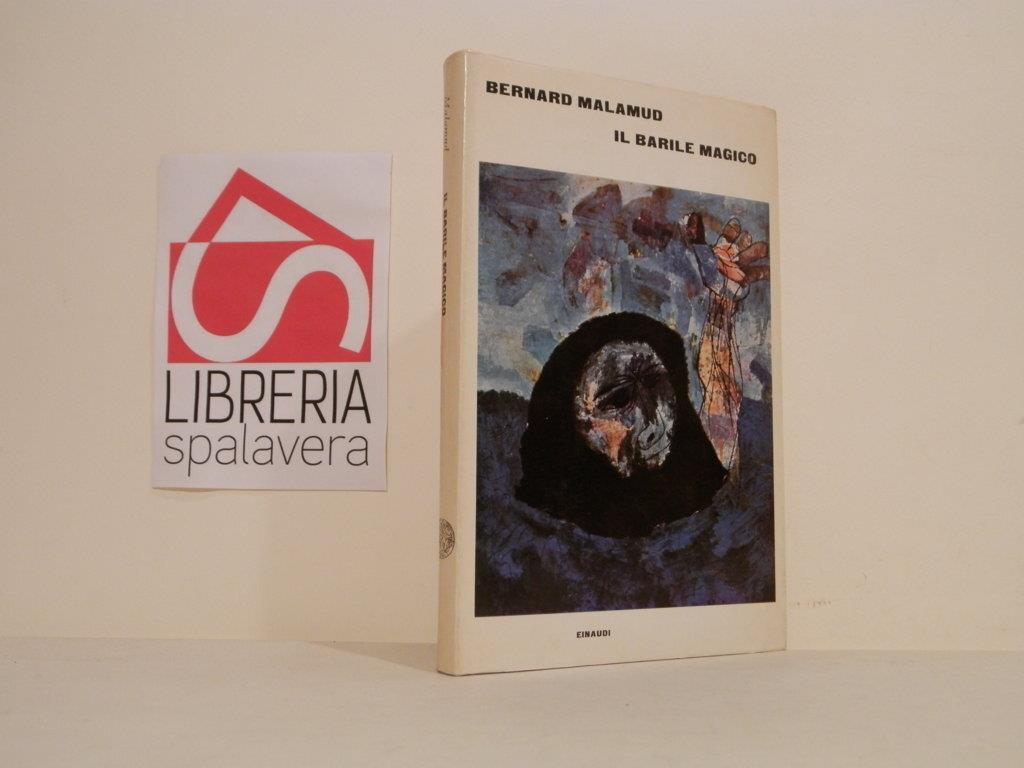 LIBRERIA
spalavera
Malamud
IL BARILE MAGICO
BERNARD MALAMUD
IL BARILE MAGICO
EINAUDI